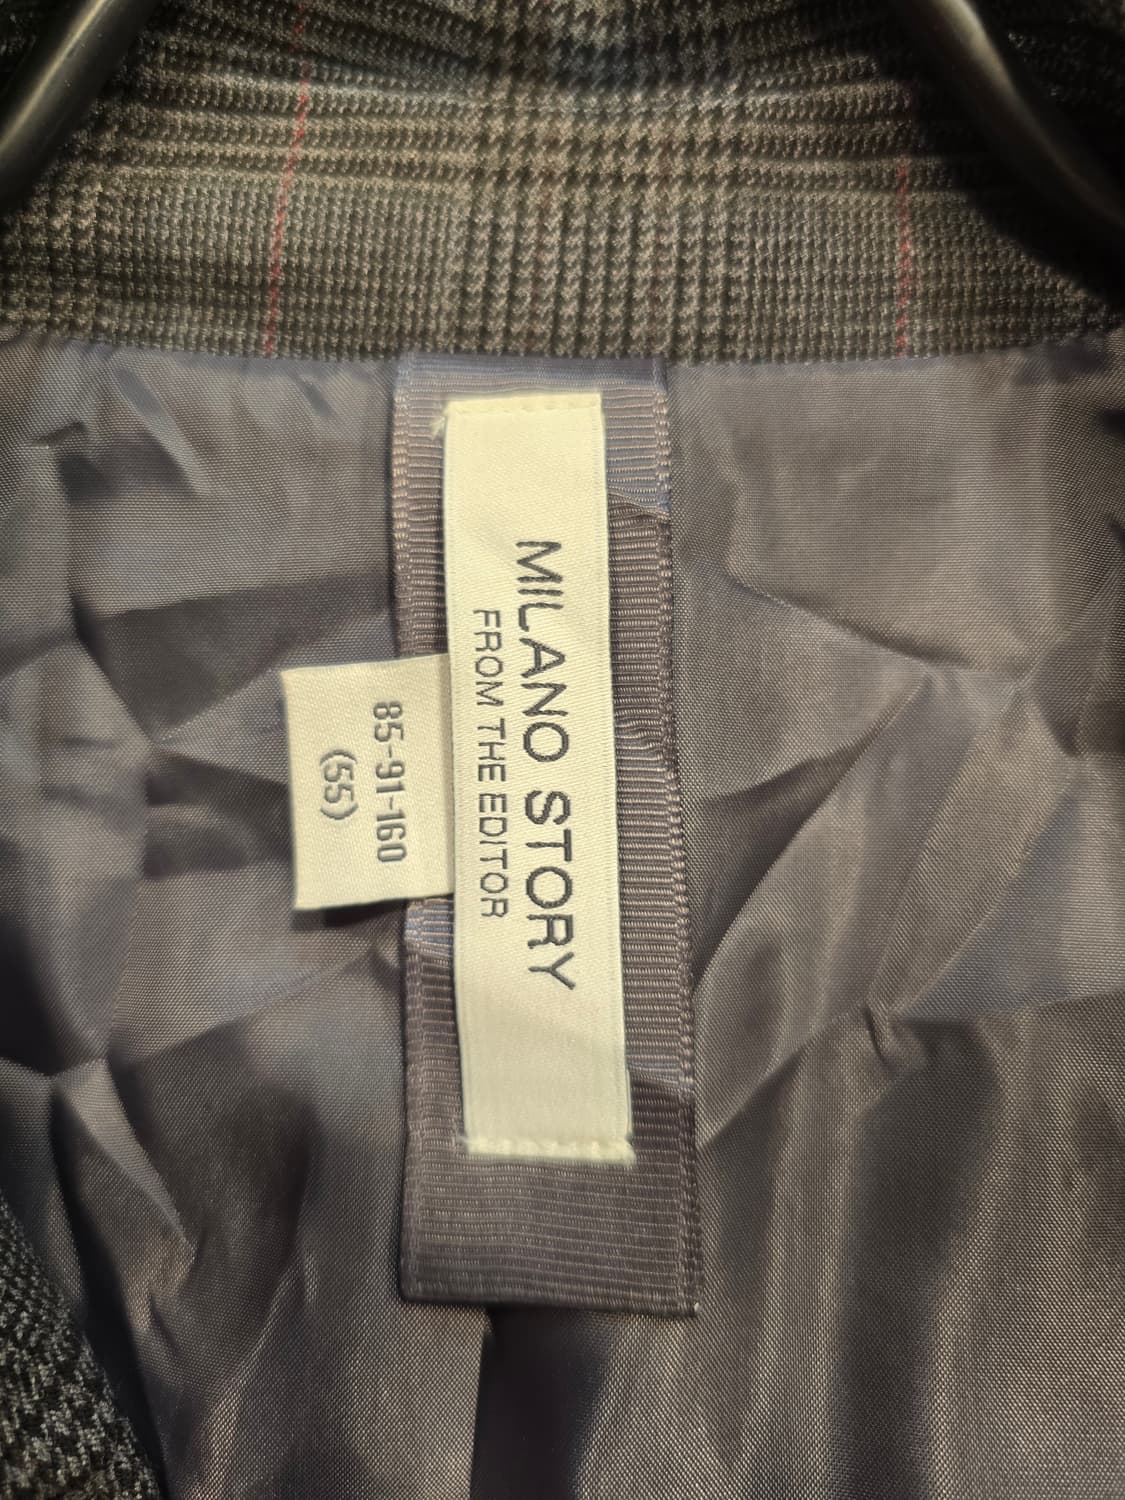 MILANO STORY
FROM THE EDITOR
85-91-160
(55)